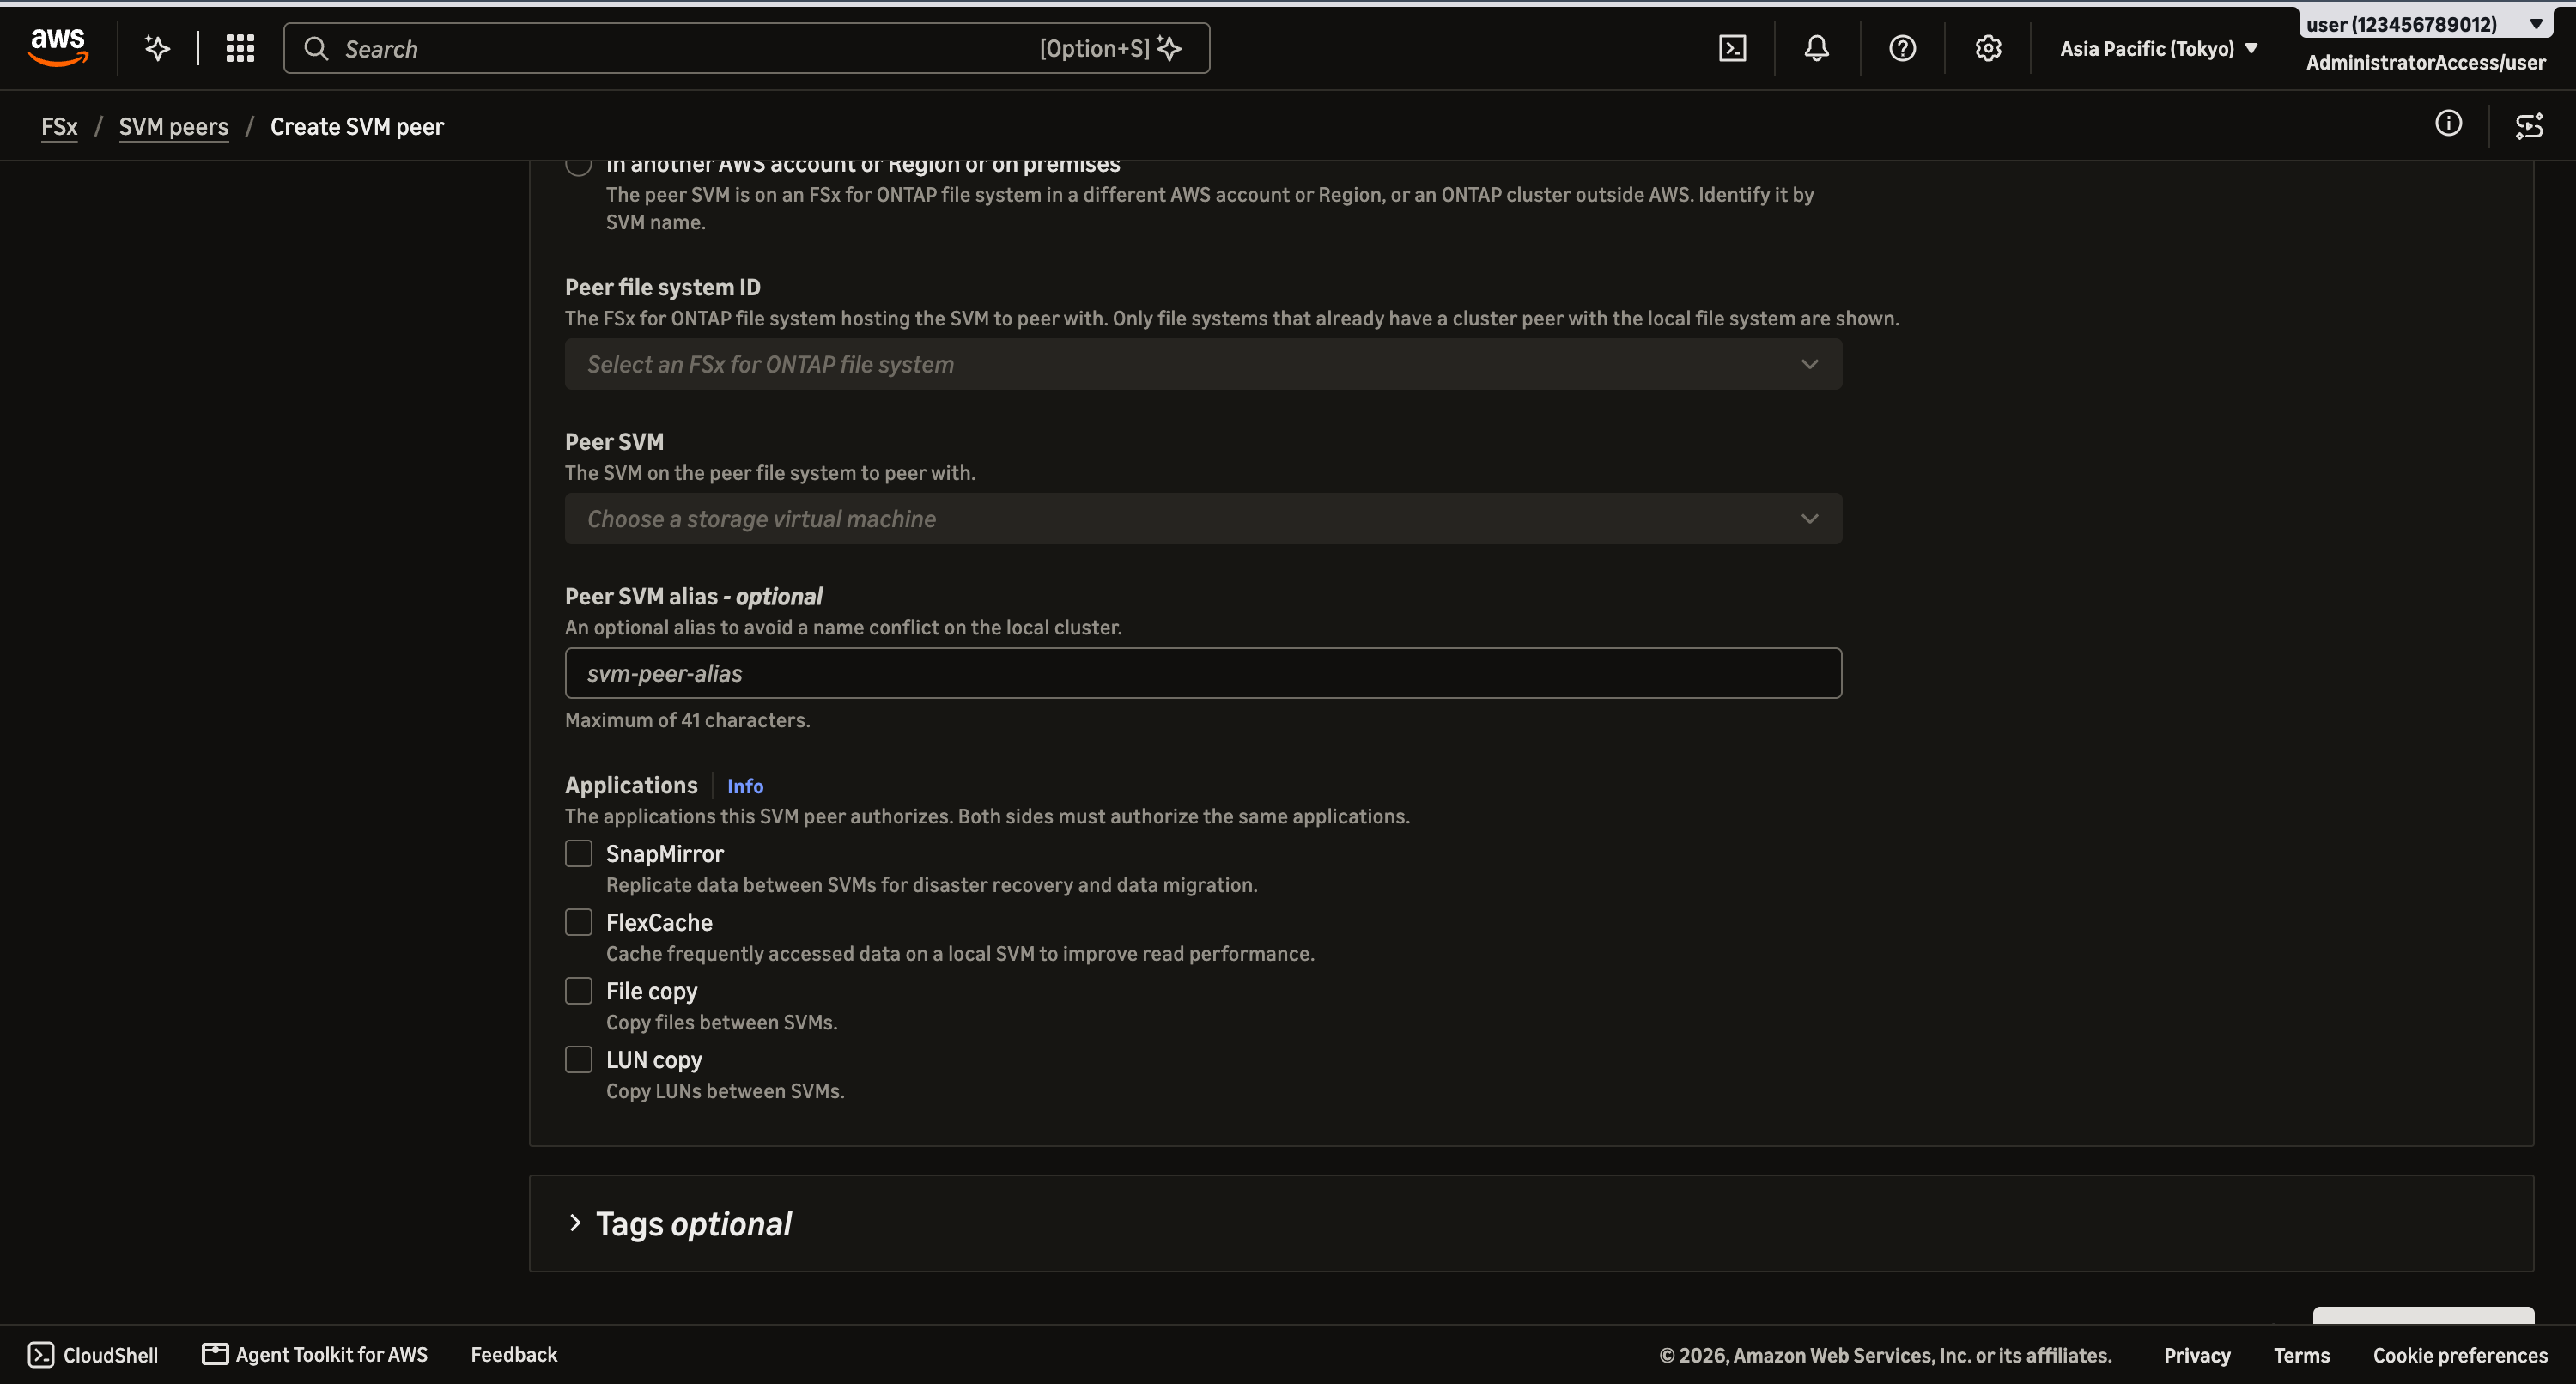 user (123456789012)
aws
Search
[Option+S]
Asia Pacific (Tokyo)
AdministratorAccess/user
FSx / SVM peers / Create SVM peer
In another AWS account or Region or on premises
The peer SVM is on an FSx for ONTAP file system in a different AWS account or Region, or an ONTAP cluster outside AWS. Identify it by
SVM name.
Peer file system ID
The FSx for ONTAP file system hosting the SVM to peer with. Only file systems that already have a cluster peer with the local file system are shown.
Select an FSx for ONTAP file system
Peer SVM
The SVM on the peer file system to peer with.
Choose a storage virtual machine
Peer SVM alias - optional
An optional alias to avoid a name conflict on the local cluster.
svm-peer-alias
Maximum of 41 characters.
Applications Info
The applications this SVM peer authorizes. Both sides must authorize the same applications.
SnapMirror
Replicate data between SVMs for disaster recovery and data migration.
FlexCache
Cache frequently accessed data on a local SVM to improve read performance.
File copy
Copy files between SVMs.
LUN copy
Copy LUNs between SVMs.
Tags optional
CloudShell
Agent Toolkit for AWS
Feedback
© 2026, Amazon Web Services, Inc. or its affiliates.
Privacy
Terms
Cookie preferences